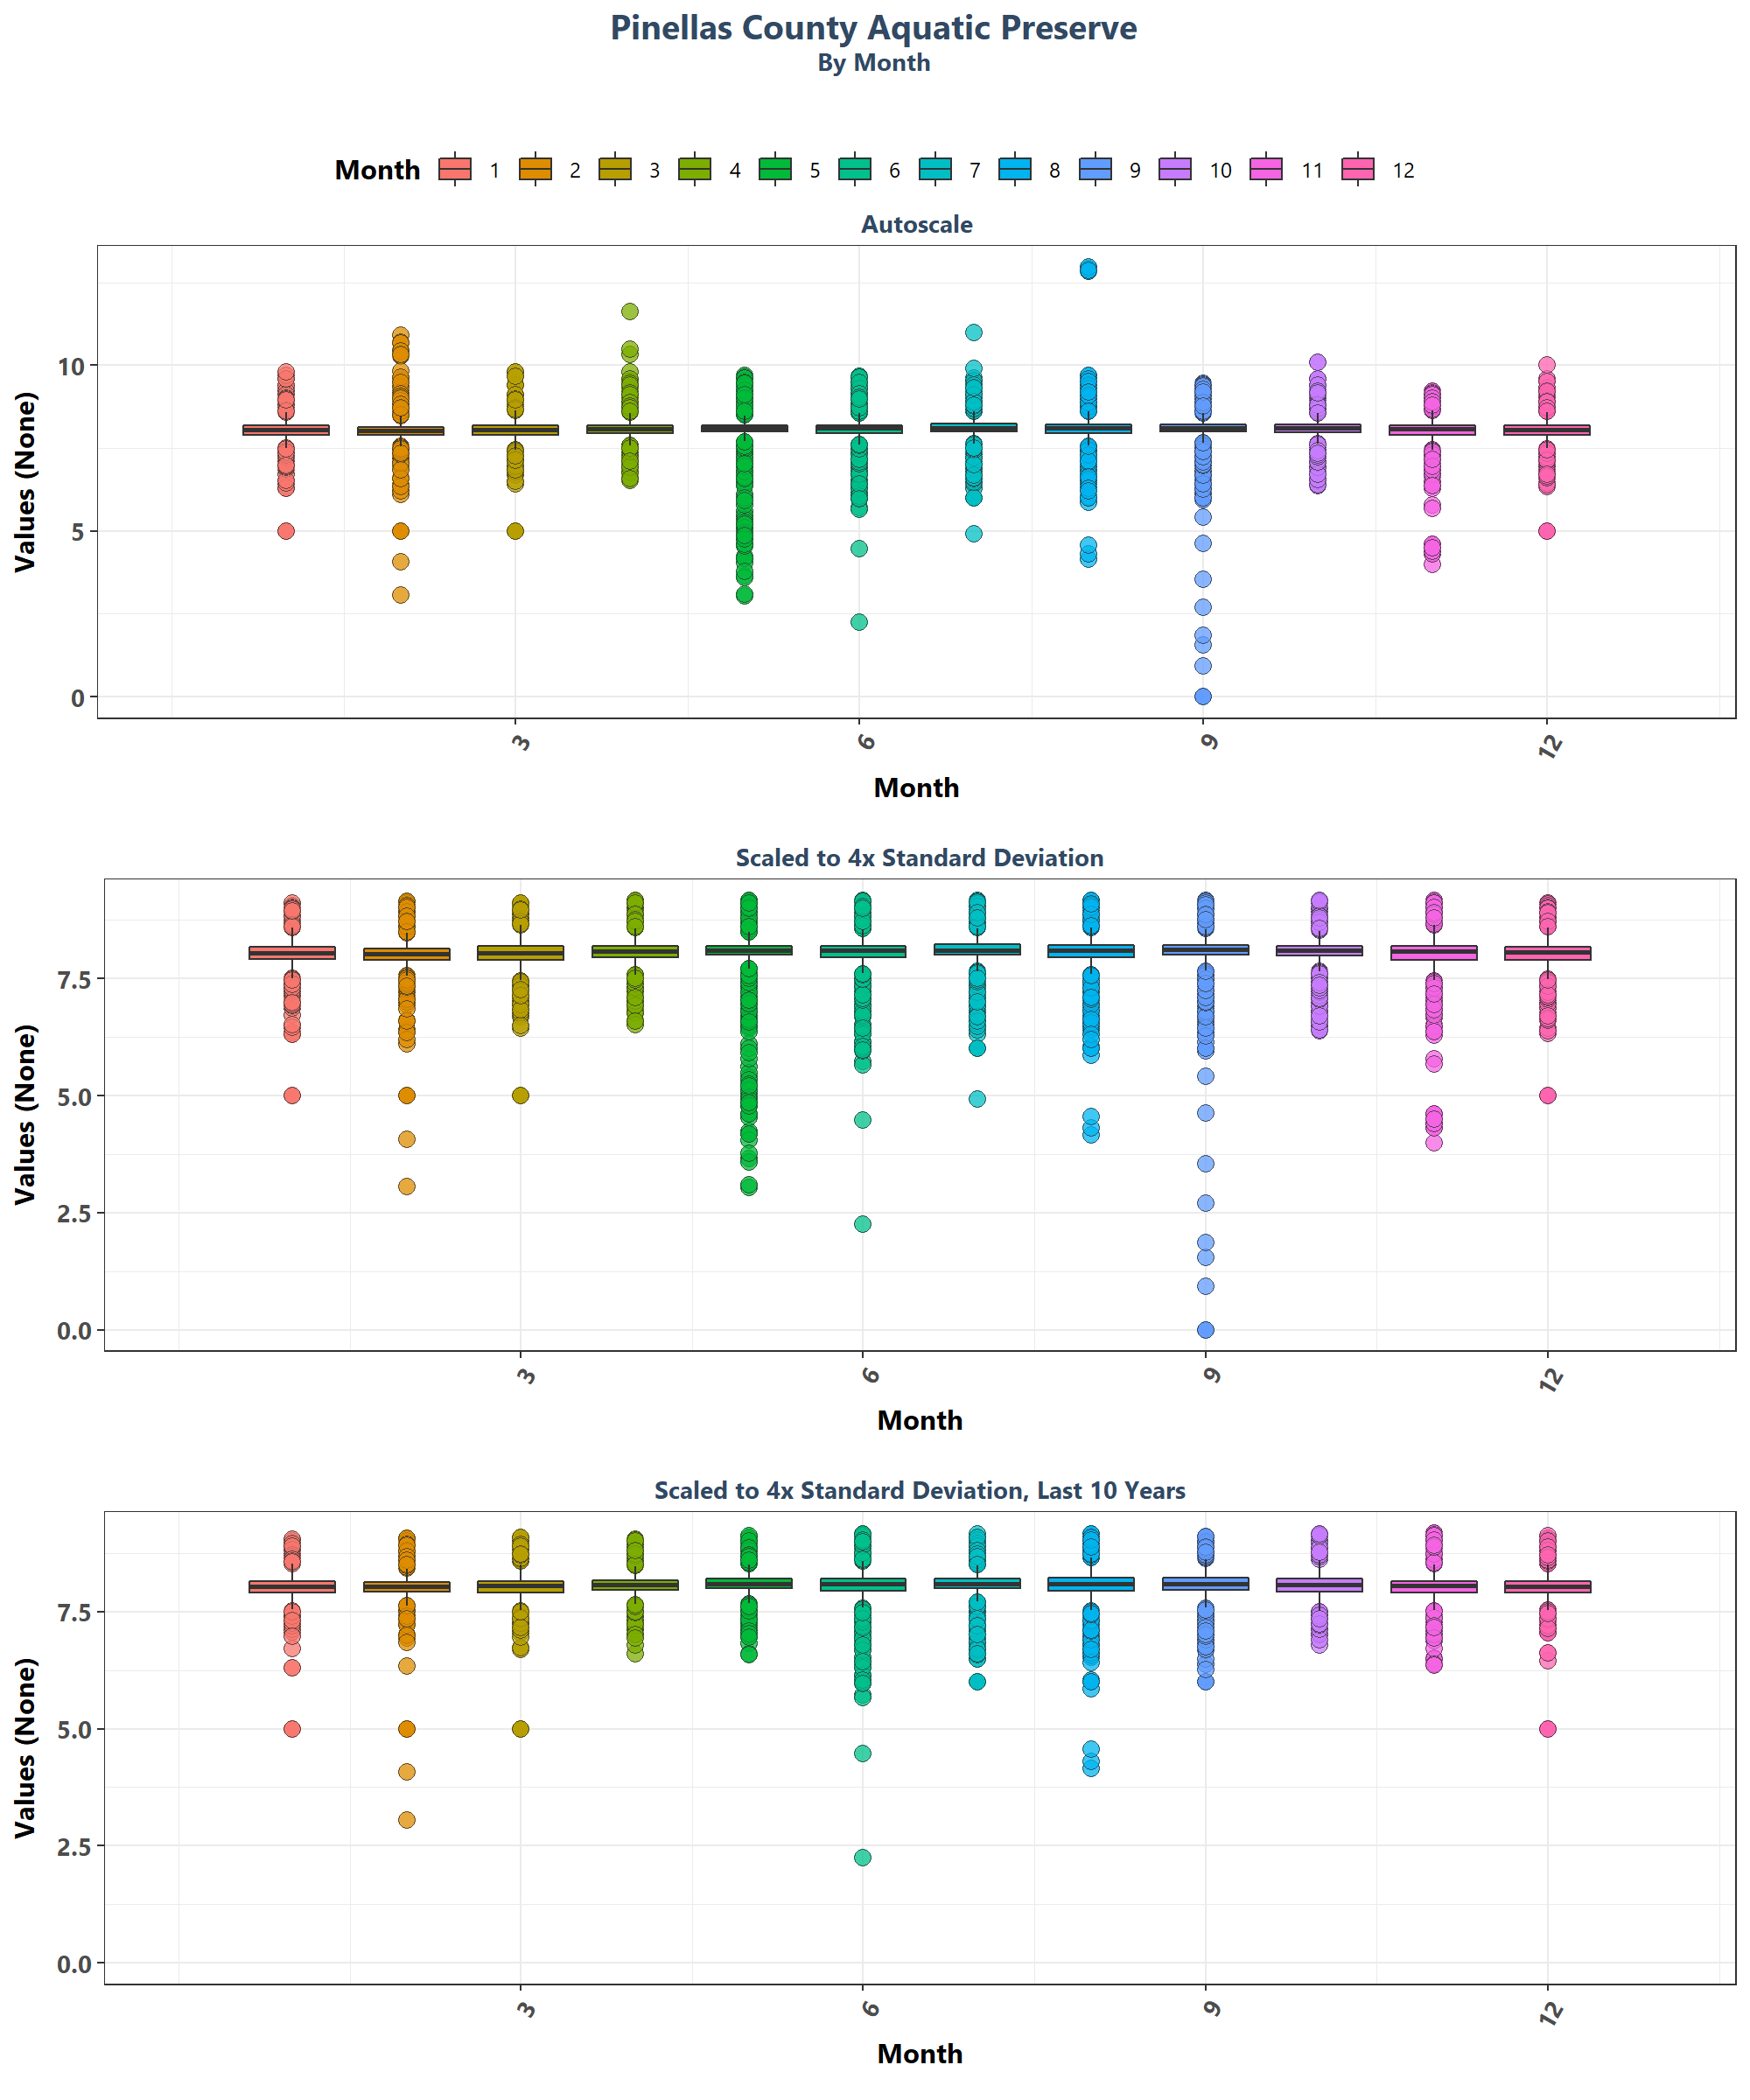 Pinellas County Aquatic Preserve
By Month
Month 1 2 3 4 5 6 7 8 9 10 11 12
Autoscale
Values (None)
10
5
0
3 6 9 12
Month
Scaled to 4x Standard Deviation
Values (None)
7.5
5.0
2.5
0.0
3 6 9 12
Month
Scaled to 4x Standard Deviation, Last 10 Years
Values (None)
7.5
5.0
2.5
0.0
3 6 9 12
Month